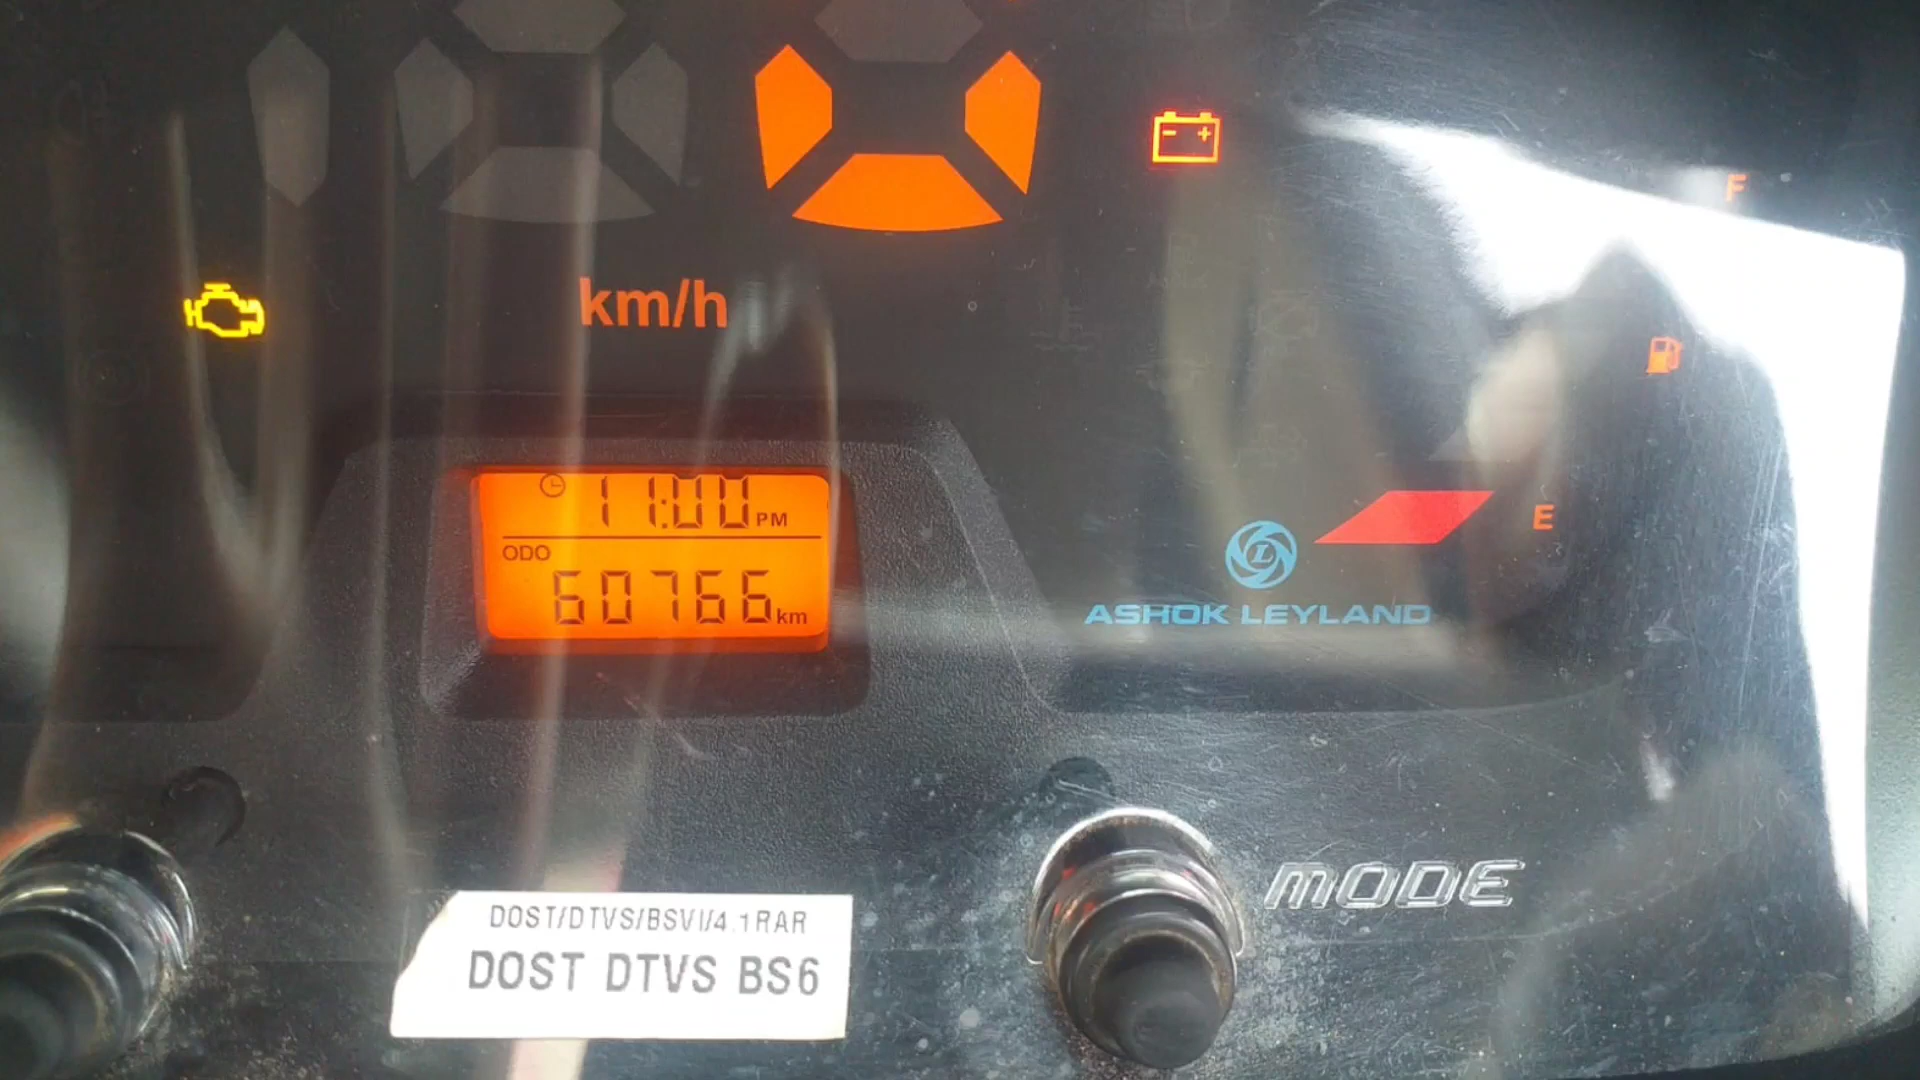 F
km/h
11:00 PM
ODO
60766 km
E
L
ASHOK LEYLAND
MODE
DOST/DTVS/BSVI/4.1RAR
DOST DTVS BS6